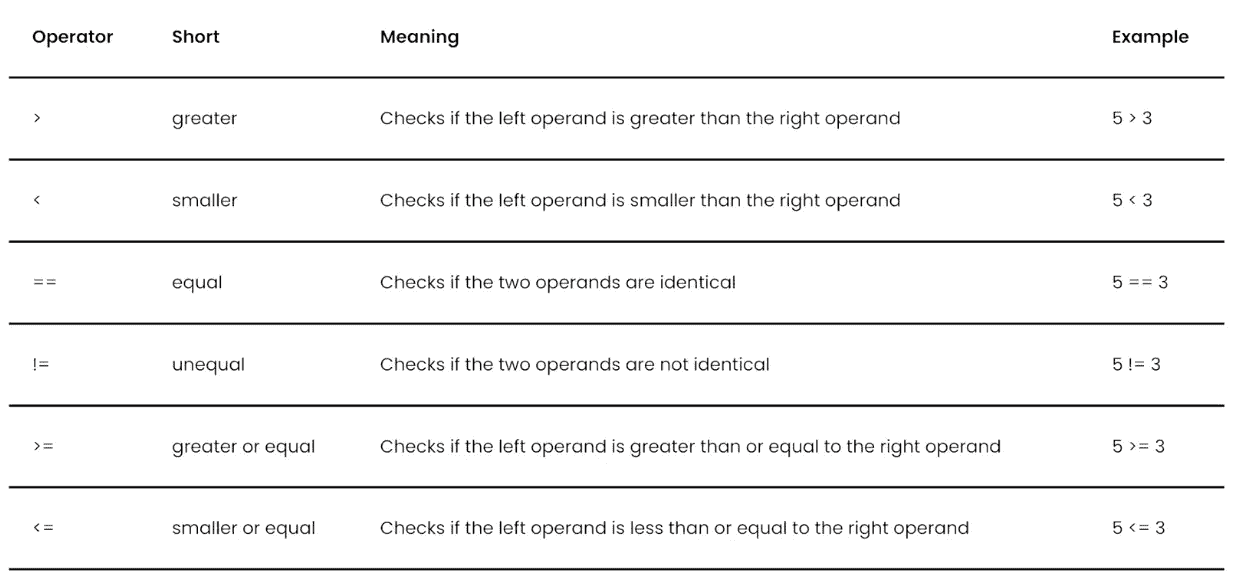 Operator Short Meaning Example
> greater Checks if the left operand is greater than the right operand 5 > 3
< smaller Checks if the left operand is smaller than the right operand 5 < 3
== equal Checks if the two operands are identical 5 == 3
!= unequal Checks if the two operands are not identical 5 != 3
>= greater or equal Checks if the left operand is greater than or equal to the right operand 5 >= 3
<= smaller or equal Checks if the left operand is less than or equal to the right operand 5 <= 3